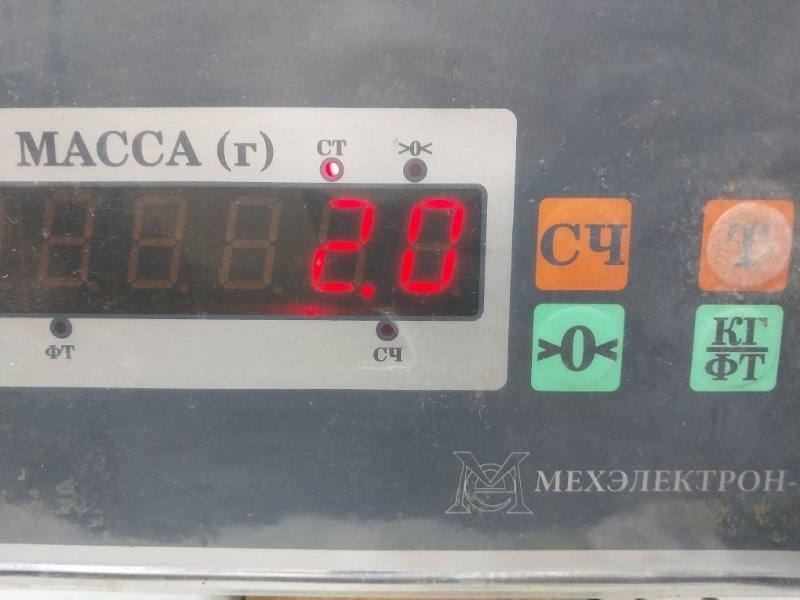 МАССА (г)
СТ
>0<
2.0
СЧ
Т
ФТ
СЧ
>0<
КГ
ФТ
МЕХЭЛЕКТРОН-